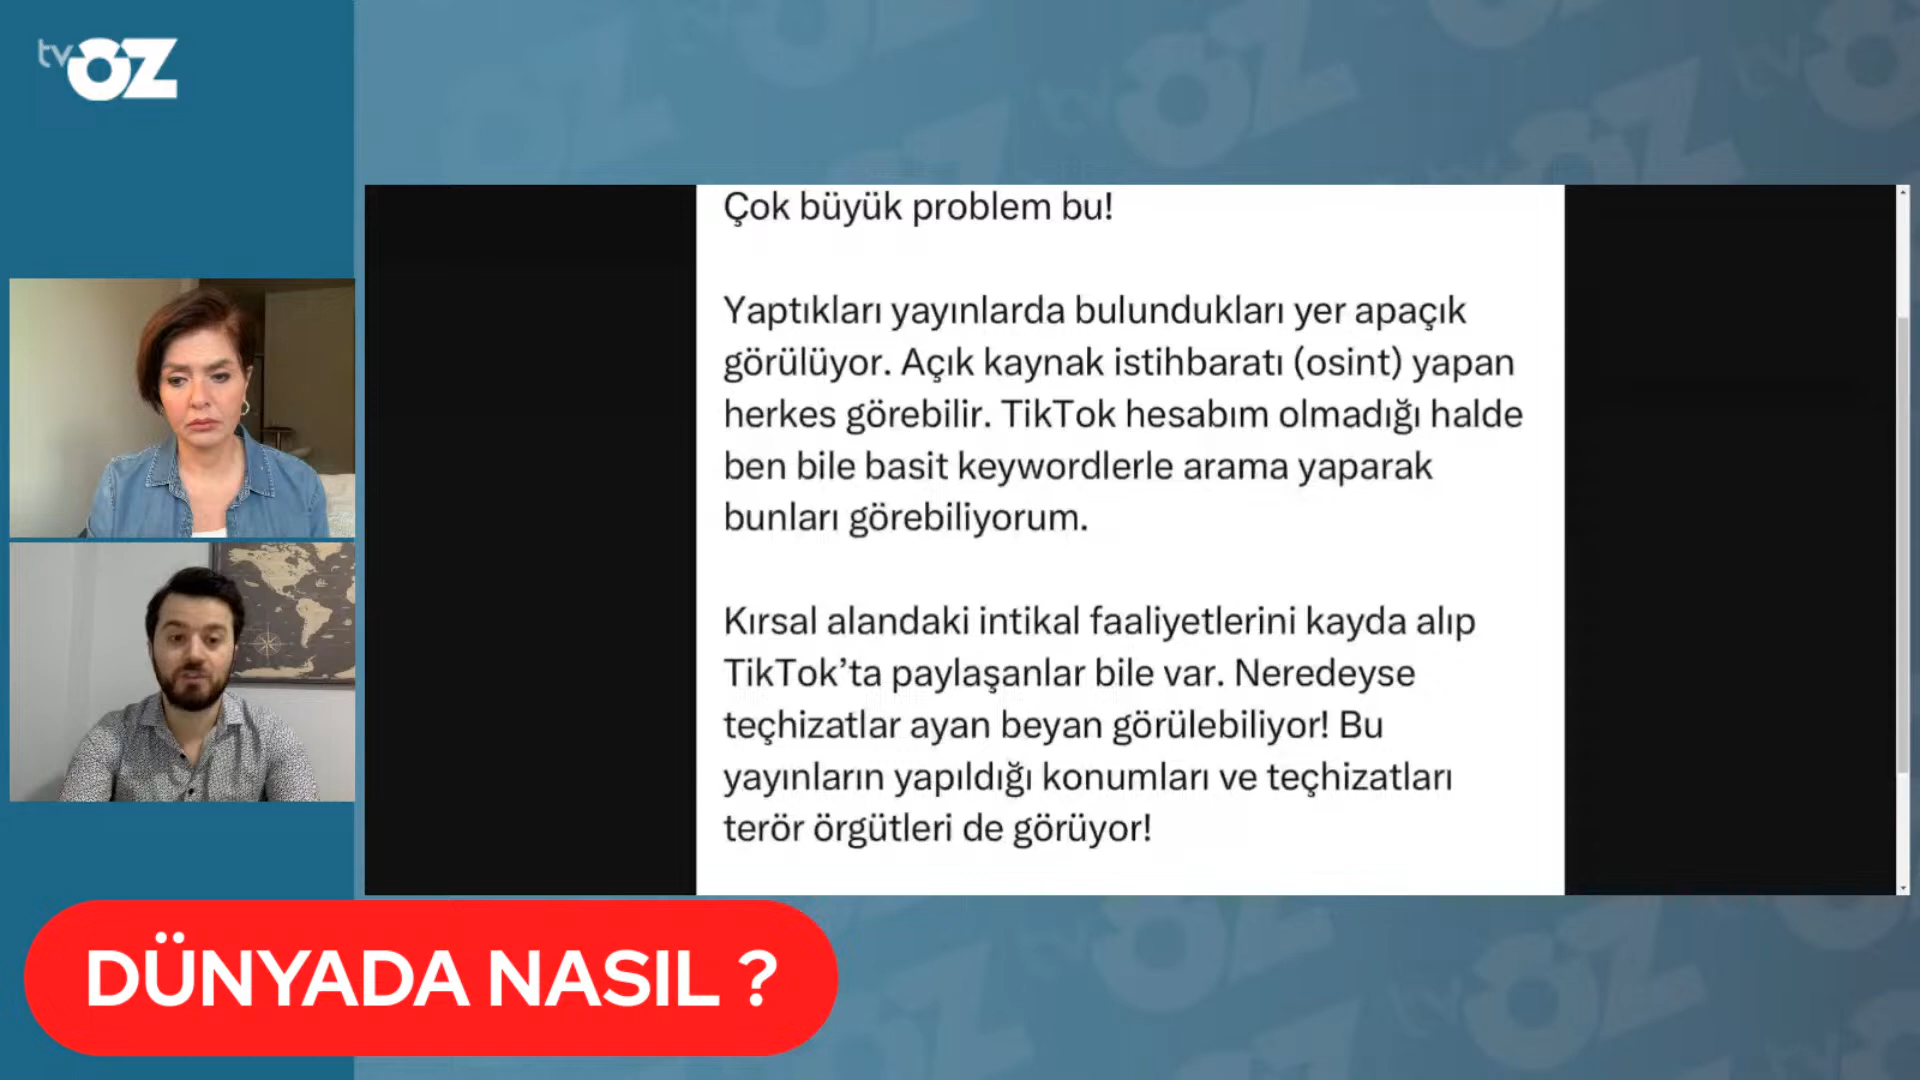 tv ÖZ
Çok büyük problem bu!
Yaptıkları yayınlarda bulundukları yer apaçık
görülüyor. Açık kaynak istihbaratı (osint) yapan
herkes görebilir. TikTok hesabım olmadığı halde
ben bile basit keywordlerle arama yaparak
bunları görebiliyorum.
Kırsal alandaki intikal faaliyetlerini kayda alıp
TikTok’ta paylaşanlar bile var. Neredeyse
teçhizatlar ayan beyan görülebiliyor! Bu
yayınların yapıldığı konumları ve teçhizatları
terör örgütleri de görüyor!
DÜNYADA NASIL ?